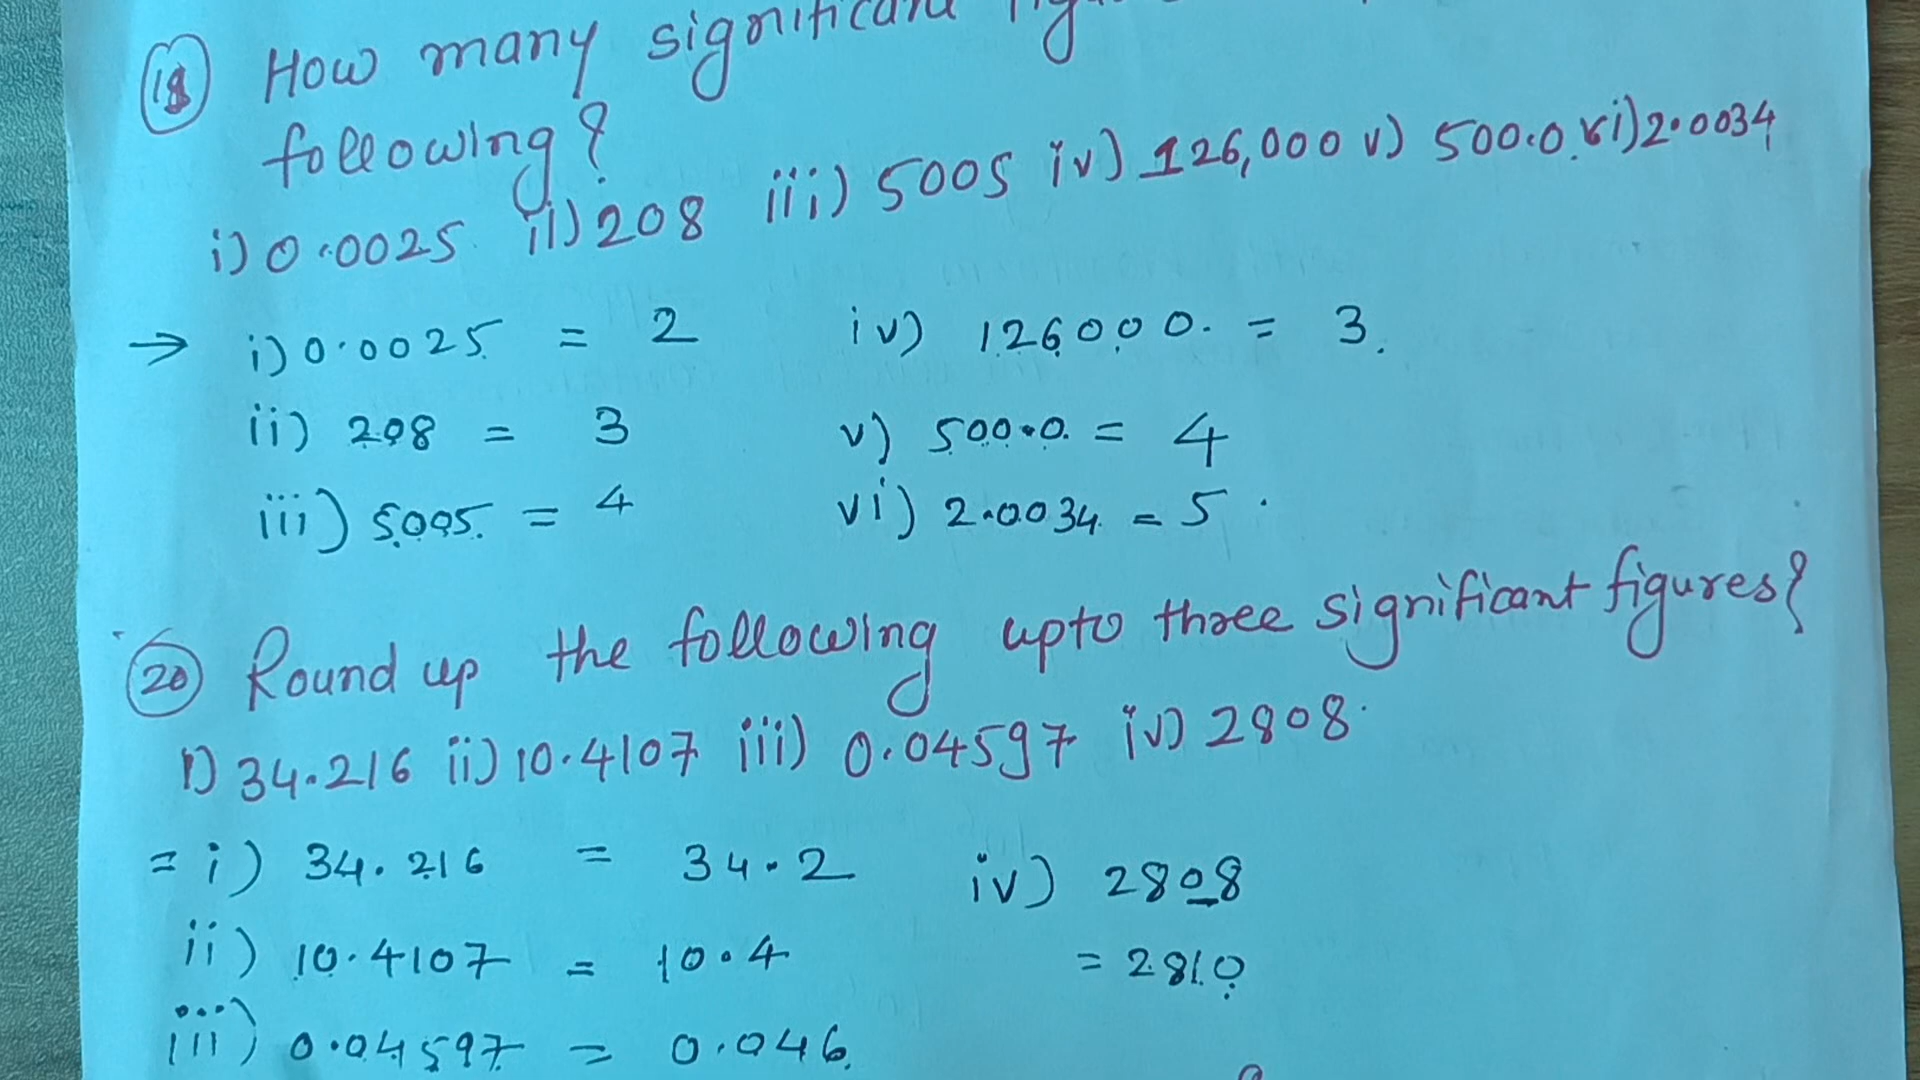 18 How many significant
following?
i) 0.0025 ii) 208 iii) 5005 iv) 126,000 v) 500.0 vi) 2.0034
→ i) 0.0025 = 2
ii) 208 = 3
iii) 5005. = 4
iv) 126000. = 3.
v) 500.0. = 4
vi) 2.0034 = 5.
20 Round up the following upto three significant figures?
i) 34.216 ii) 10.4107 iii) 0.04597 iv) 2808.
= i) 34.216 = 34.2
ii) 10.4107 = 10.4
iii) 0.04597 = 0.046.
iv) 2808
= 2810